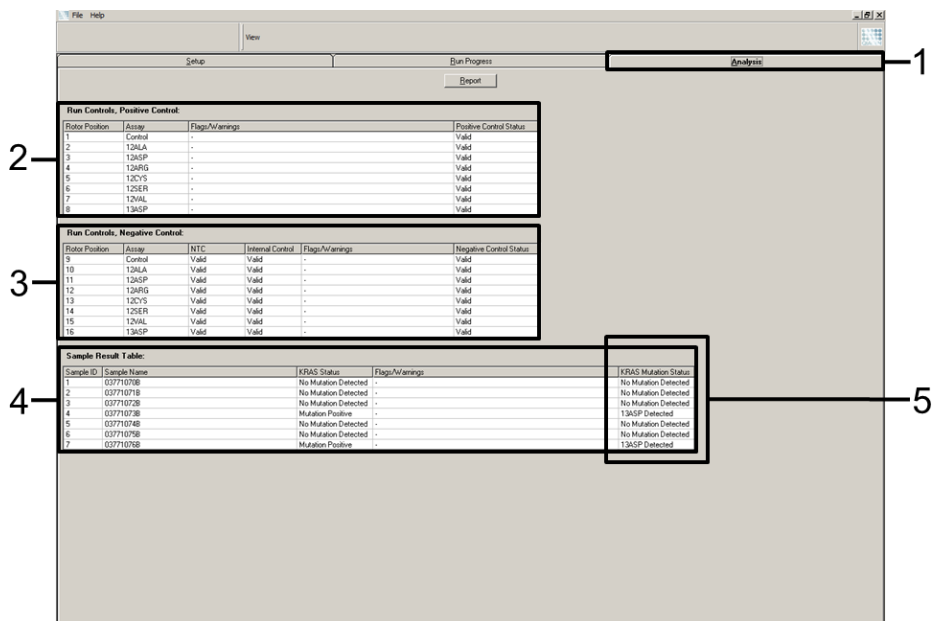 File Help
View
Setup Run Progress Analysis 1
Report
Run Controls, Positive Control:
Rotor Position Assay Flags/Warnings Positive Control Status
1 Control - Valid
2 12ALA - Valid
3 12ASP - Valid
4 12ARG - Valid
5 12CYS - Valid
6 12SER - Valid
7 12VAL - Valid
8 13ASP - Valid
2
Run Controls, Negative Control:
Rotor Position Assay NTC Internal Control Flags/Warnings Negative Control Status
9 Control Valid Valid - Valid
10 12ALA Valid Valid - Valid
11 12ASP Valid Valid - Valid
12 12ARG Valid Valid - Valid
13 12CYS Valid Valid - Valid
14 12SER Valid Valid - Valid
15 12VAL Valid Valid - Valid
16 13ASP Valid Valid - Valid
3
Sample Result Table:
Sample ID Sample Name KRAS Status Flags/Warnings KRAS Mutation Status
1 03771070B No Mutation Detected - No Mutation Detected
2 03771071B No Mutation Detected - No Mutation Detected
3 03771072B No Mutation Detected - No Mutation Detected
4 03771073B Mutation Positive - 13ASP Detected
5 03771074B No Mutation Detected - No Mutation Detected
6 03771075B No Mutation Detected - No Mutation Detected
7 03771076B Mutation Positive - 13ASP Detected
4
5